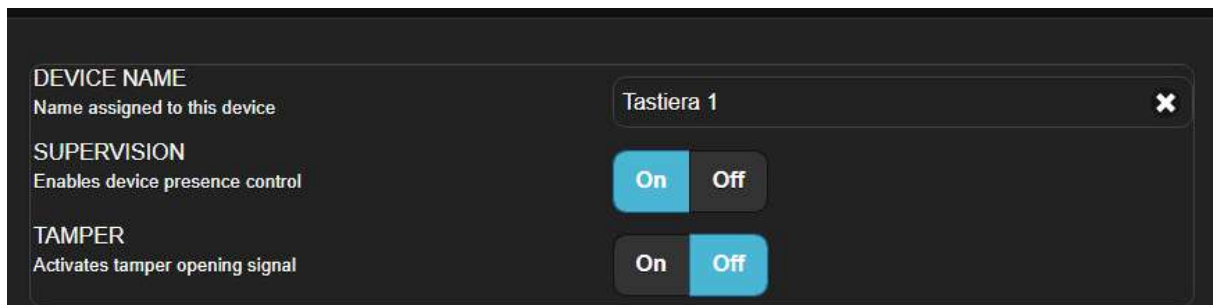 DEVICE NAME
Name assigned to this device
Tastiera 1
SUPERVISION
Enables device presence control
On Off
TAMPER
Activates tamper opening signal
On Off